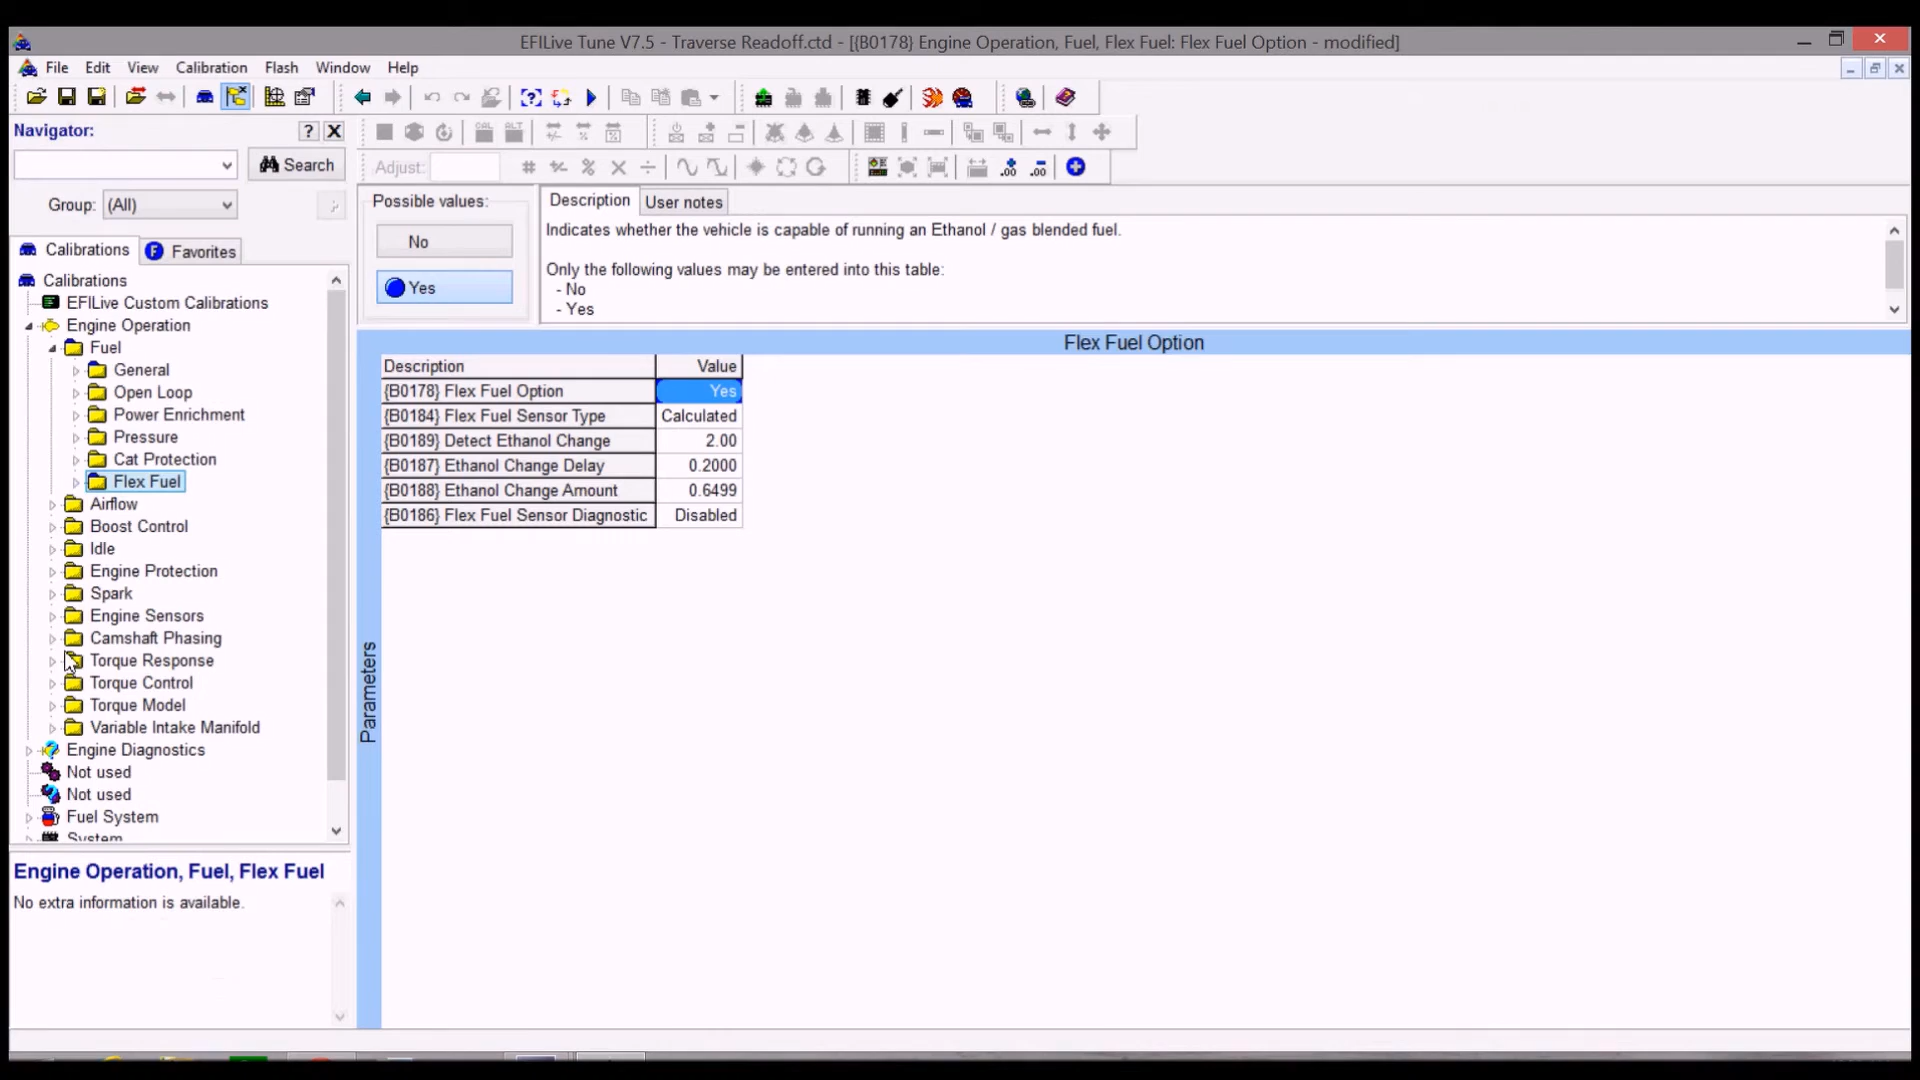 EFILive Tune V7.5 - Traverse Readoff.ctd - [{B0178} Engine Operation, Fuel, Flex Fuel: Flex Fuel Option - modified]
File Edit View Calibration Flash Window Help
Navigator:
?
Search
Group: (All)
Calibrations
Favorites
Calibrations
EFILive Custom Calibrations
Engine Operation
Fuel
General
Open Loop
Power Enrichment
Pressure
Cat Protection
Flex Fuel
Airflow
Boost Control
Idle
Engine Protection
Spark
Engine Sensors
Camshaft Phasing
Torque Response
Torque Control
Torque Model
Variable Intake Manifold
Engine Diagnostics
Not used
Not used
Fuel System
System
Engine Operation, Fuel, Flex Fuel
No extra information is available.
CAL ALT
Adjust:
Possible values:
No
Yes
Description User notes
Indicates whether the vehicle is capable of running an Ethanol / gas blended fuel.
Only the following values may be entered into this table:
- No
- Yes
Flex Fuel Option
Parameters
Description Value
{B0178} Flex Fuel Option Yes
{B0184} Flex Fuel Sensor Type Calculated
{B0189} Detect Ethanol Change 2.00
{B0187} Ethanol Change Delay 0.2000
{B0188} Ethanol Change Amount 0.6499
{B0186} Flex Fuel Sensor Diagnostic Disabled